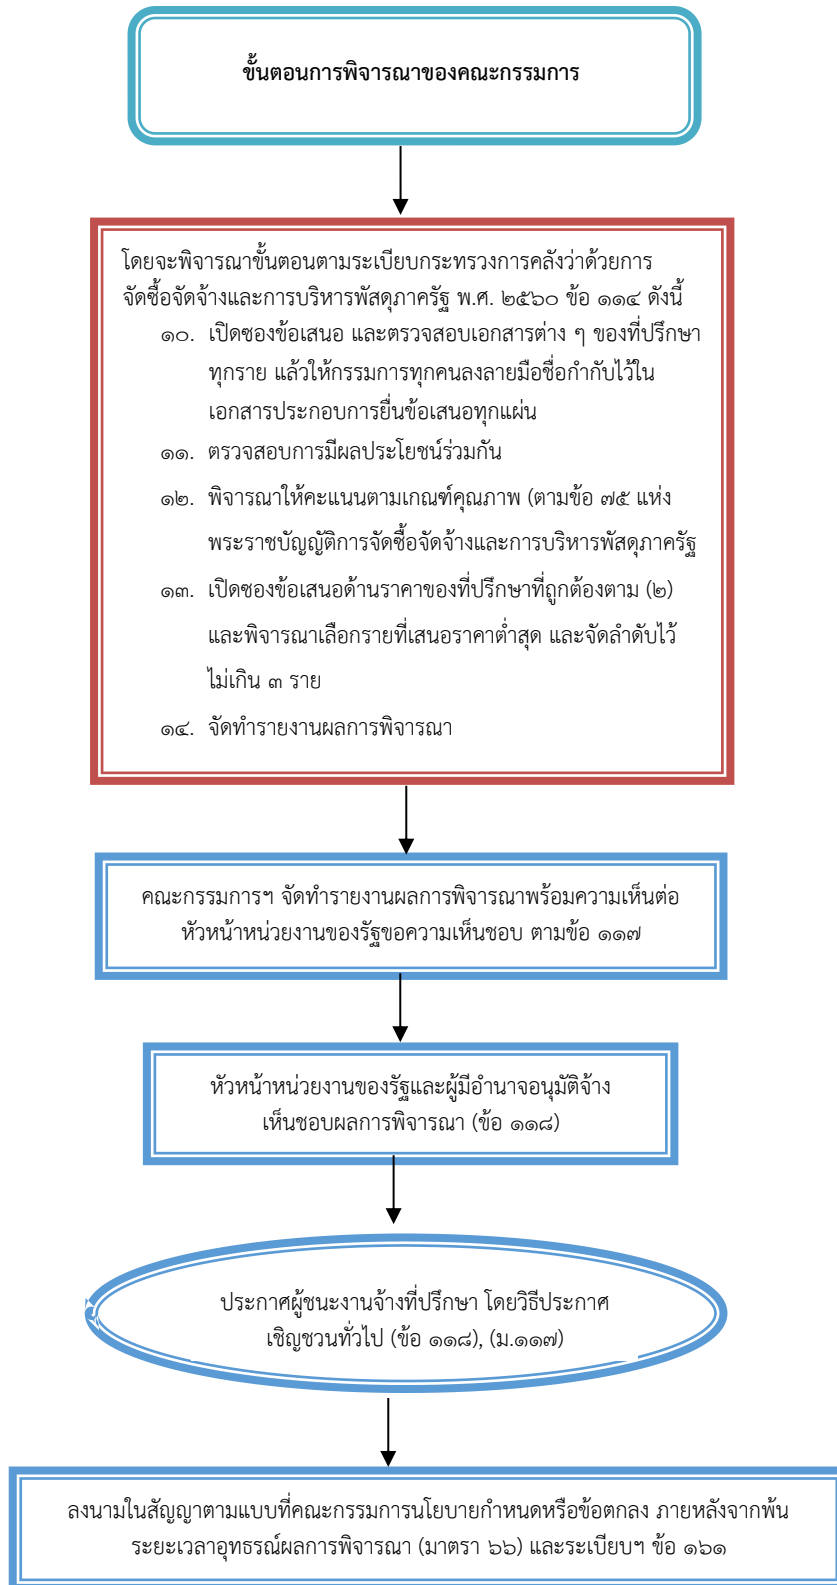 ขั้นตอนการพิจารณาของคณะกรรมการ
โดยจะพิจารณาขั้นตอนตามระเบียบกระทรวงการคลังว่าด้วยการ
จัดซื้อจัดจ้างและการบริหารพัสดุภาครัฐ พ.ศ. ๒๕๖๐ ข้อ ๑๑๔ ดังนี้
๑๐. เปิดซองข้อเสนอ และตรวจสอบเอกสารต่าง ๆ ของที่ปรึกษา
ทุกราย แล้วให้กรรมการทุกคนลงลายมือชื่อกำกับไว้ใน
เอกสารประกอบการยื่นข้อเสนอทุกแผ่น
๑๑. ตรวจสอบการมีผลประโยชน์ร่วมกัน
๑๒. พิจารณาให้คะแนนตามเกณฑ์คุณภาพ (ตามข้อ ๗๕ แห่ง
พระราชบัญญัติการจัดซื้อจัดจ้างและการบริหารพัสดุภาครัฐ
๑๓. เปิดซองข้อเสนอด้านราคาของที่ปรึกษาที่ถูกต้องตาม (๒)
และพิจารณาเลือกรายที่เสนอราคาต่ำสุด และจัดลำดับไว้
ไม่เกิน ๓ ราย
๑๔. จัดทำรายงานผลการพิจารณา
คณะกรรมการฯ จัดทำรายงานผลการพิจารณาพร้อมความเห็นต่อ
หัวหน้าหน่วยงานของรัฐขอความเห็นชอบ ตามข้อ ๑๑๗
หัวหน้าหน่วยงานของรัฐและผู้มีอำนาจอนุมัติจ้าง
เห็นชอบผลการพิจารณา (ข้อ ๑๑๘)
ประกาศผู้ชนะงานจ้างที่ปรึกษา โดยวิธีประกาศ
เชิญชวนทั่วไป (ข้อ ๑๑๘), (ม.๑๑๗)
ลงนามในสัญญาตามแบบที่คณะกรรมการนโยบายกำหนดหรือข้อตกลง ภายหลังจากพ้น
ระยะเวลาอุทธรณ์ผลการพิจารณา (มาตรา ๖๖) และระเบียบฯ ข้อ ๑๖๑